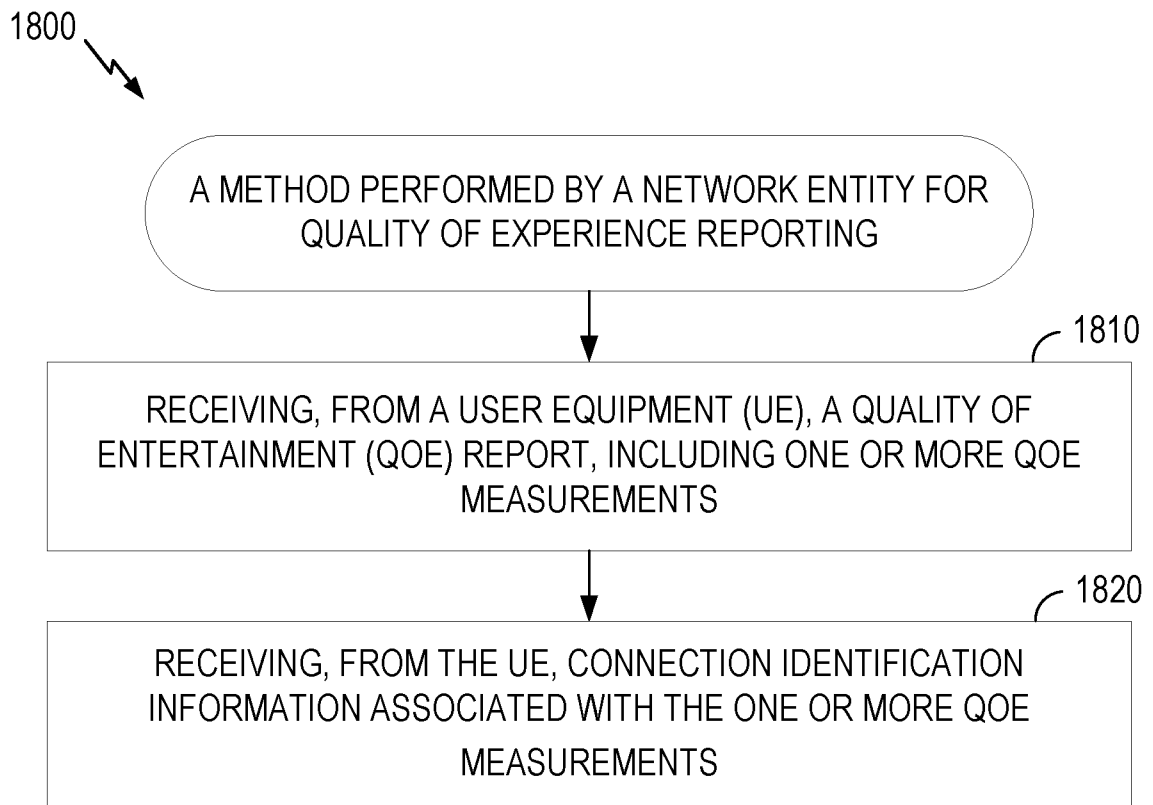 1800
A METHOD PERFORMED BY A NETWORK ENTITY FOR
QUALITY OF EXPERIENCE REPORTING
1810
RECEIVING, FROM A USER EQUIPMENT (UE), A QUALITY OF
ENTERTAINMENT (QOE) REPORT, INCLUDING ONE OR MORE QOE
MEASUREMENTS
1820
RECEIVING, FROM THE UE, CONNECTION IDENTIFICATION
INFORMATION ASSOCIATED WITH THE ONE OR MORE QOE
MEASUREMENTS